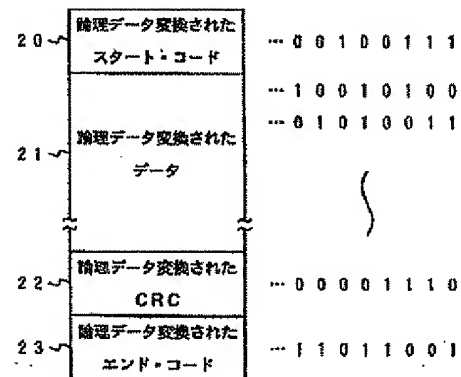 20 論理データ変換された
スタート・コード … 0 0 1 0 0 1 1 1
… 1 0 0 1 0 1 0 0
… 0 1 0 1 0 0 1 1
21 論理データ変換された
データ
22 論理データ変換された
CRC … 0 0 0 0 1 1 1 0
23 論理データ変換された
エンド・コード … 1 1 0 1 1 0 0 1